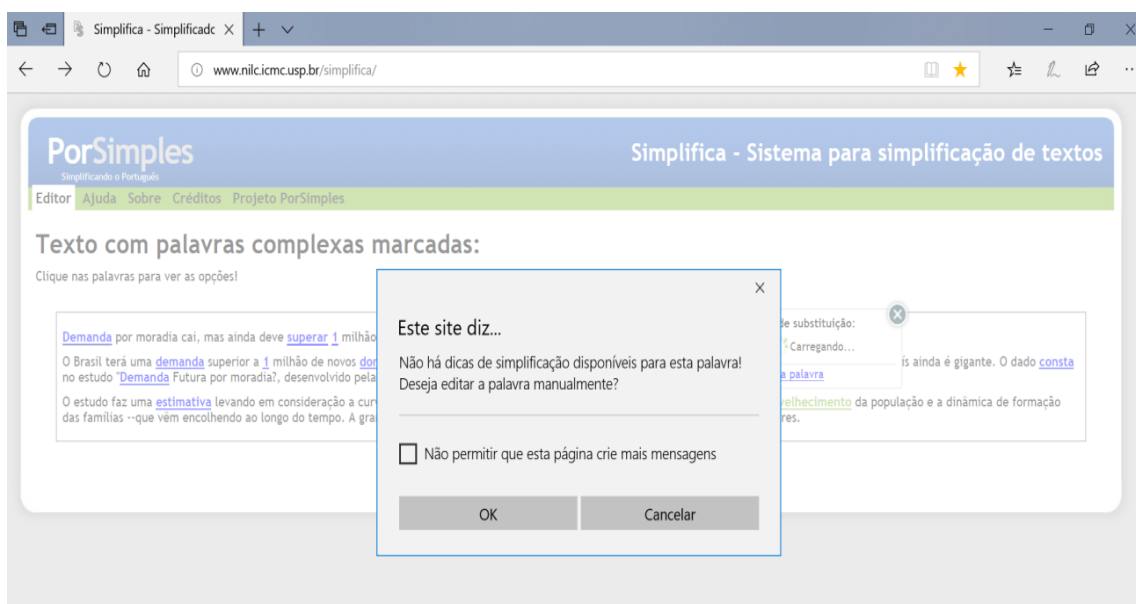 Simplifica - Simplificadc
www.nilc.icmc.usp.br/simplifica/
PorSimples
Simplificando o Português
Simplifica - Sistema para simplificação de textos
Editor Ajuda Sobre Créditos Projeto PorSimples
Texto com palavras complexas marcadas:
Clique nas palavras para ver as opções!
Demanda por moradia cai, mas ainda deve superar 1 milhão
O Brasil terá uma demanda superior a 1 milhão de novos
is ainda é gigante. O dado consta
no estudo "Demanda Futura por moradia?, desenvolvido pela
O estudo faz uma estimativa levando em consideração a
velhecimento da população e a dinâmica de formação
das famílias --que vêm encolhendo ao longo do tempo. A
res.
de substituição:
Carregando...
a palavra
Este site diz...
Não há dicas de simplificação disponíveis para esta palavra!
Deseja editar a palavra manualmente?
Não permitir que esta página crie mais mensagens
OK
Cancelar